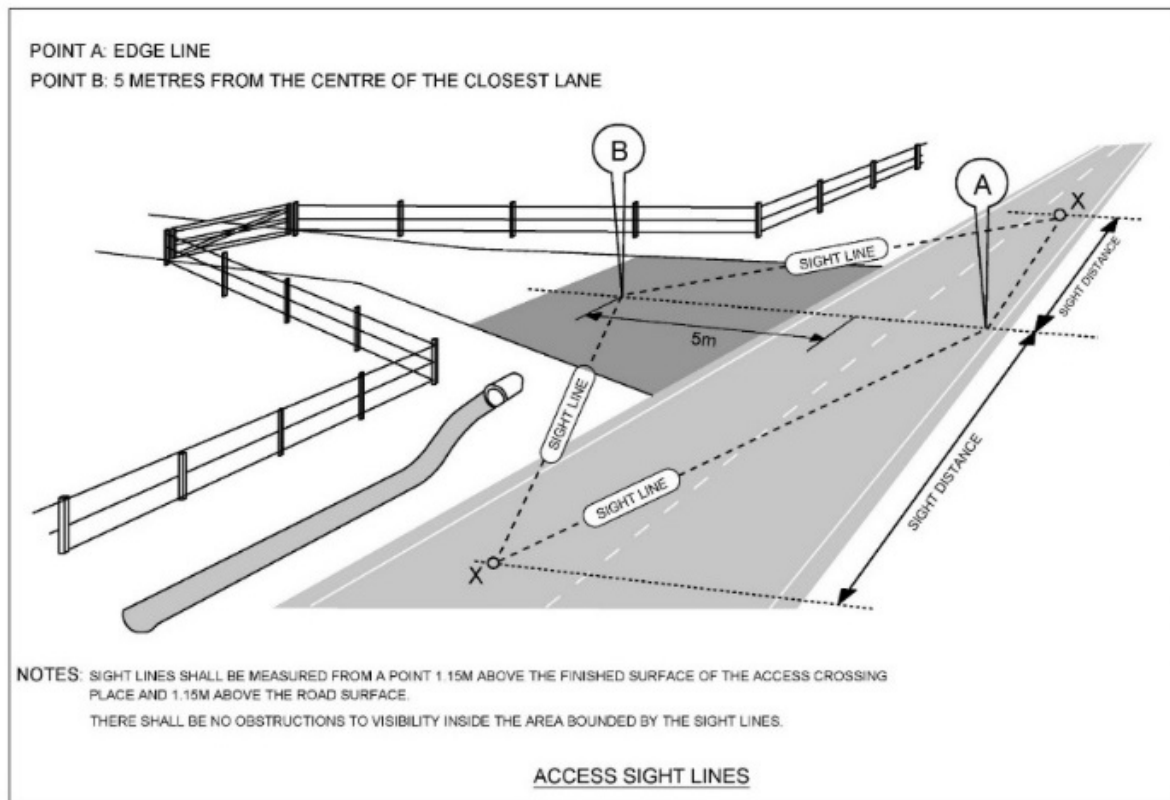 POINT A: EDGE LINE
POINT B: 5 METRES FROM THE CENTRE OF THE CLOSEST LANE
B
A
X
SIGHT LINE
SIGHT DISTANCE
5m
SIGHT LINE
SIGHT LINE
SIGHT DISTANCE
X
NOTES: SIGHT LINES SHALL BE MEASURED FROM A POINT 1.15M ABOVE THE FINISHED SURFACE OF THE ACCESS CROSSING
PLACE AND 1.15M ABOVE THE ROAD SURFACE.
THERE SHALL BE NO OBSTRUCTIONS TO VISIBILITY INSIDE THE AREA BOUNDED BY THE SIGHT LINES.
ACCESS SIGHT LINES